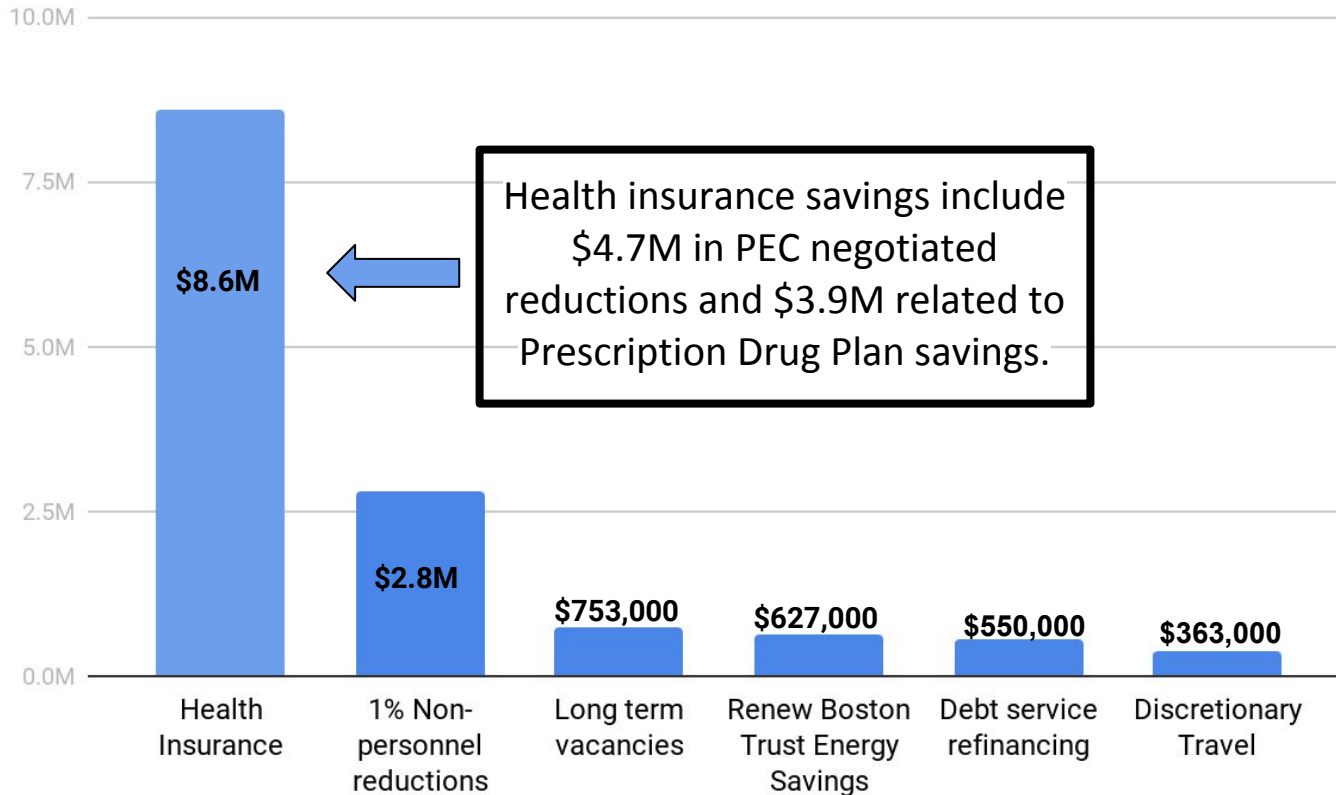 10.0M
7.5M
5.0M
2.5M
0.0M
$8.6M
Health insurance savings include
$4.7M in PEC negotiated
reductions and $3.9M related to
Prescription Drug Plan savings.
$2.8M
$753,000
$627,000
$550,000
$363,000
Health
Insurance
1% Non-
personnel
reductions
Long term
vacancies
Renew Boston
Trust Energy
Savings
Debt service
refinancing
Discretionary
Travel